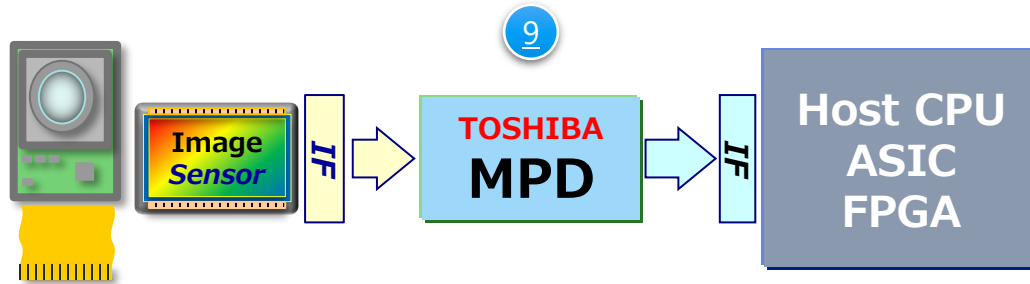 9
Image
Sensor
IF
TOSHIBA
MPD
IF
Host CPU
ASIC
FPGA